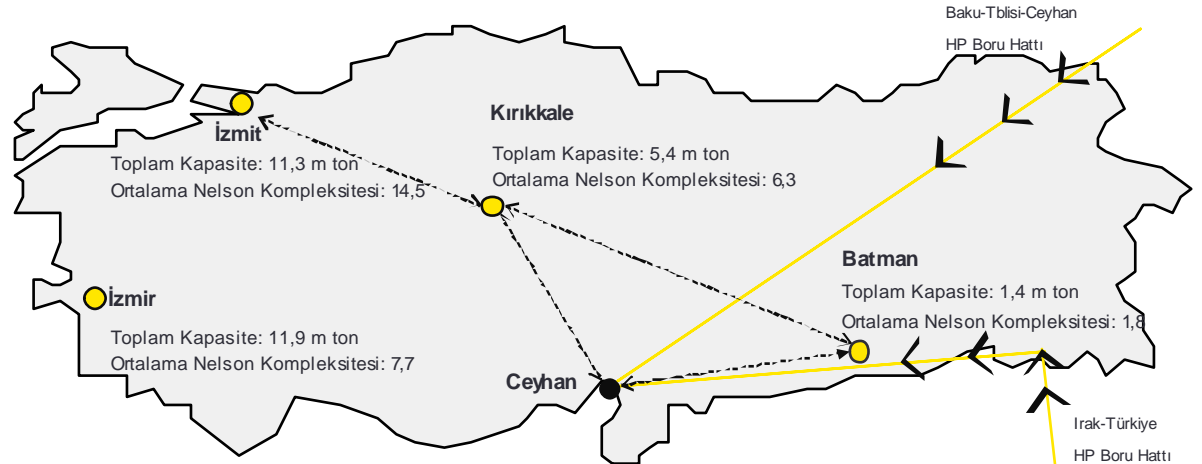 Baku-Tblisi-Ceyhan
HP Boru Hattı
Kırıkkale
Toplam Kapasite: 5,4 m ton
Ortalama Nelson Kompleksitesi: 6,3
İzmit
Toplam Kapasite: 11,3 m ton
Ortalama Nelson Kompleksitesi: 14,5
Batman
Toplam Kapasite: 1,4 m ton
Ortalama Nelson Kompleksitesi: 1,8
İzmir
Toplam Kapasite: 11,9 m ton
Ortalama Nelson Kompleksitesi: 7,7
Ceyhan
Irak-Türkiye
HP Boru Hattı